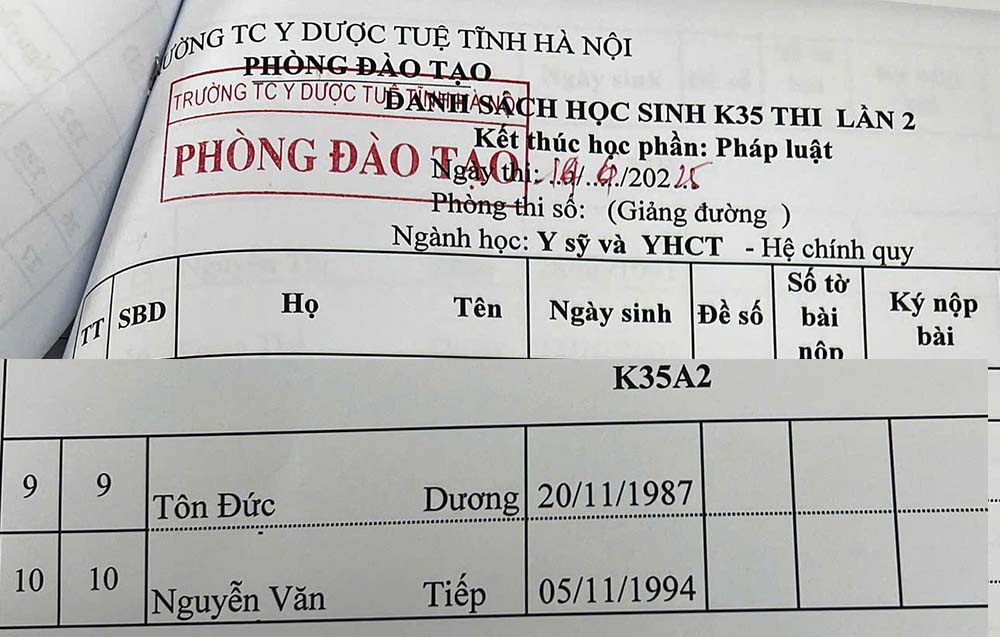 ƯỜNG TC Y DƯỢC TUỆ TĨNH HÀ NỘI
PHÒNG ĐÀO TẠO
TRƯỜNG TC Y DƯỢC TUỆ TĨNH HÀ NỘI
PHÒNG ĐÀO TẠO
DANH SÁCH HỌC SINH K35 THI LẦN 2
Kết thúc học phần: Pháp luật
Ngày thi: .../.../2025
Phòng thi số: (Giảng đường )
Ngành học: Y sỹ và YHCT - Hệ chính quy
TT SBD Họ Tên Ngày sinh Đề số Số tờ bài nộp Ký nộp bài
K35A2
9 9 Tôn Đức Dương 20/11/1987
10 10 Nguyễn Văn Tiếp 05/11/1994